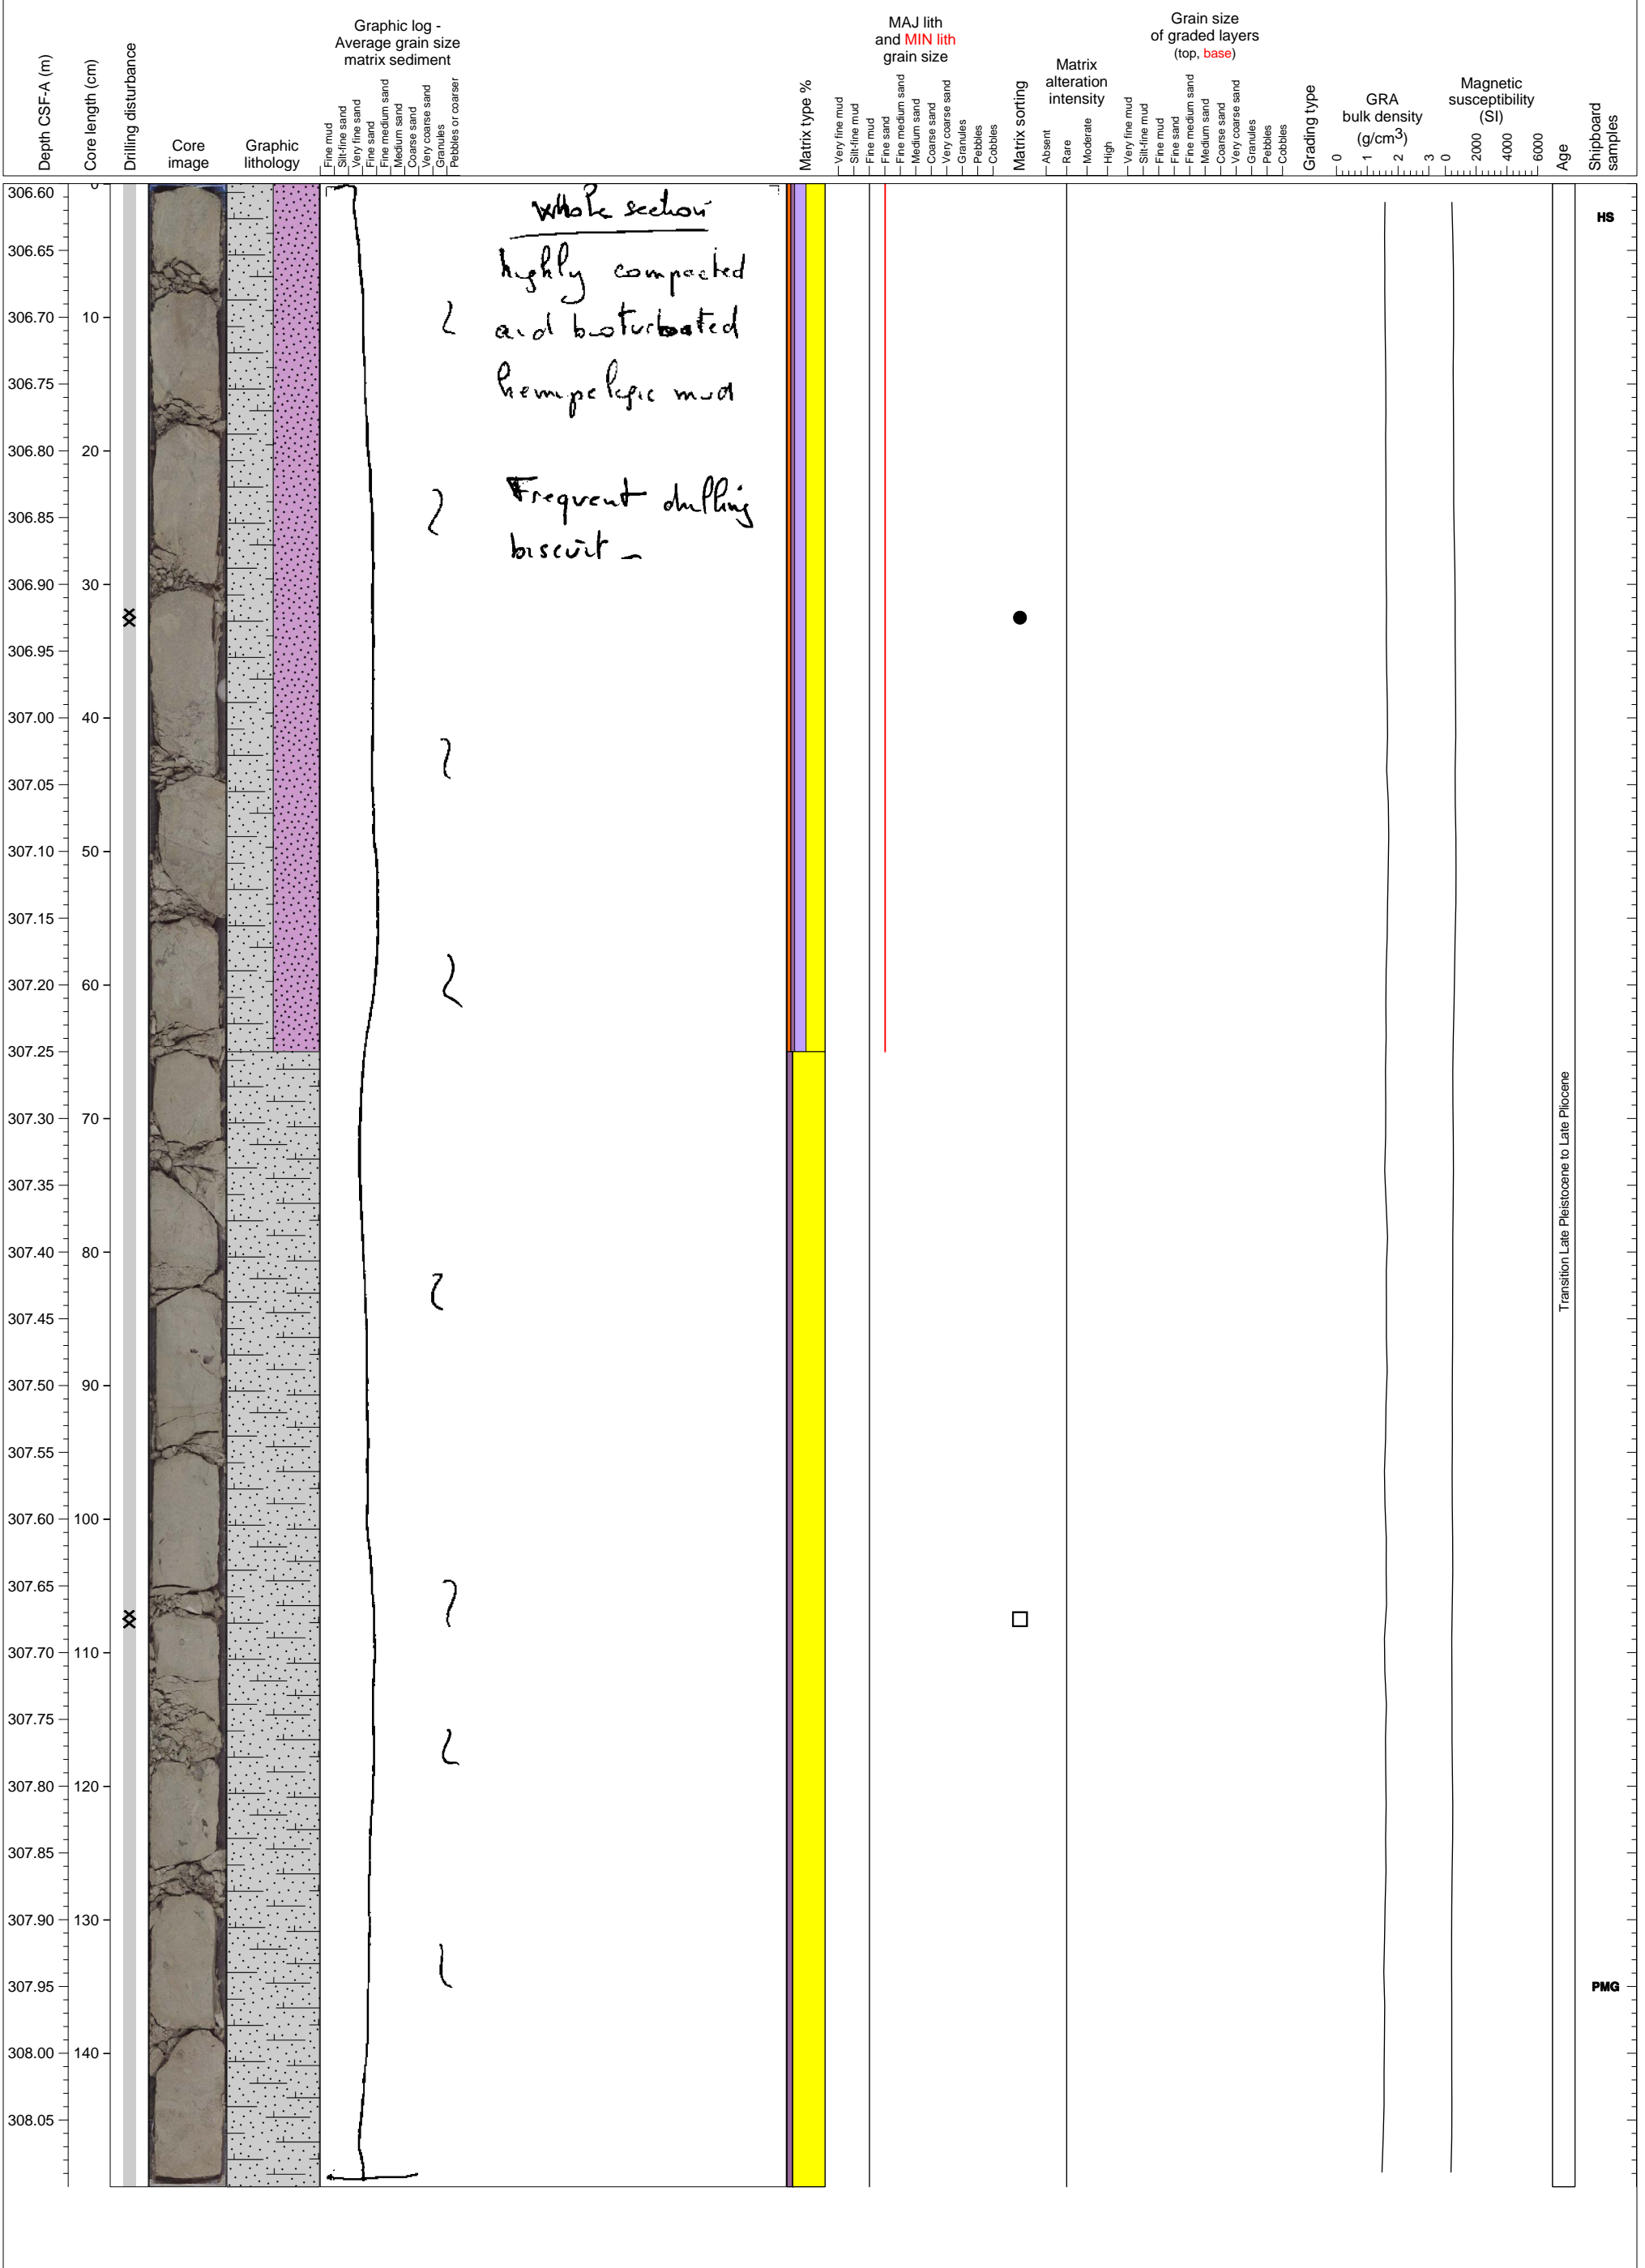 Depth CSF-A (m)
Core length (cm)
Drilling disturbance
Core
image
Graphic
lithology
Graphic log -
Average grain size
matrix sediment
Fine mud
Slit-fine sand
Very fine sand
Fine sand
Fine medium sand
Medium sand
Coarse sand
Very coarse sand
Granules
Pebbles or coarser
Matrix type %
MAJ lith
and MIN lith
grain size
Very fine mud
Silt-fine mud
Fine mud
Fine sand
Fine medium sand
Medium sand
Coarse sand
Very coarse sand
Granules
Pebbles
Cobbles
Matrix sorting
Matrix
alteration
intensity
Absent
Rare
Moderate
High
Grain size
of graded layers
(top, base)
Very fine mud
Silt-fine mud
Fine mud
Fine sand
Fine medium sand
Medium sand
Coarse sand
Very coarse sand
Granules
Pebbles
Cobbles
Grading type
GRA
bulk density
(g/cm3)
0 1 2 3
Magnetic
susceptibility
(SI)
0 2000 4000 6000
Age
Shipboard
samples
306.60 0
306.65
306.70 10
306.75
306.80 20
306.85
306.90 30
306.95
307.00 40
307.05
307.10 50
307.15
307.20 60
307.25
307.30 70
307.35
307.40 80
307.45
307.50 90
307.55
307.60 100
307.65
307.70 110
307.75
307.80 120
307.85
307.90 130
307.95
308.00 140
308.05
whole section
highly compacted
and bioturbated
hemipelagic mud
Frequent drilling
biscuit -
Transition Late Pleistocene to Late Pliocene
HS
PMG